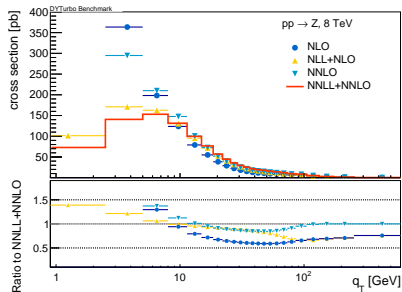 DYTurbo Benchmark
cross section [pb]
400
350
300
250
200
150
100
50
pp → Z, 8 TeV
NLO
NLL+NLO
NNLO
NNLL+NNLO
Ratio to NNLL+NNLO
1.5
1
0.5
1
10
10²
q_T [GeV]